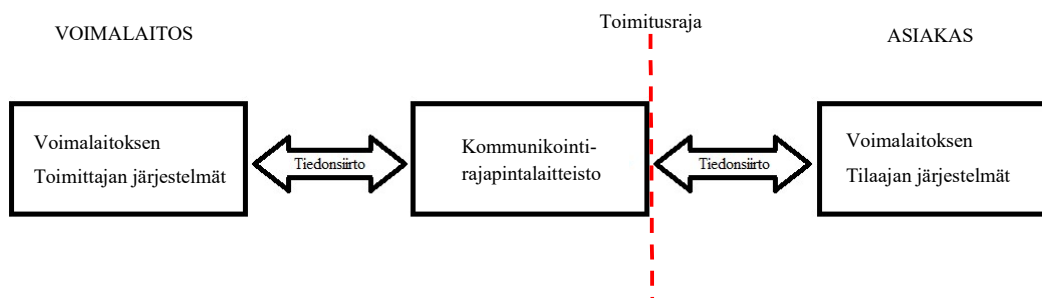 Toimitusraja
VOIMALAITOS
ASIAKAS
Voimalaitoksen
Toimittajan järjestelmät
Tiedonsiirto
Kommunikointi-
rajapintalaitteisto
Tiedonsiirto
Voimalaitoksen
Tilaajan järjestelmät